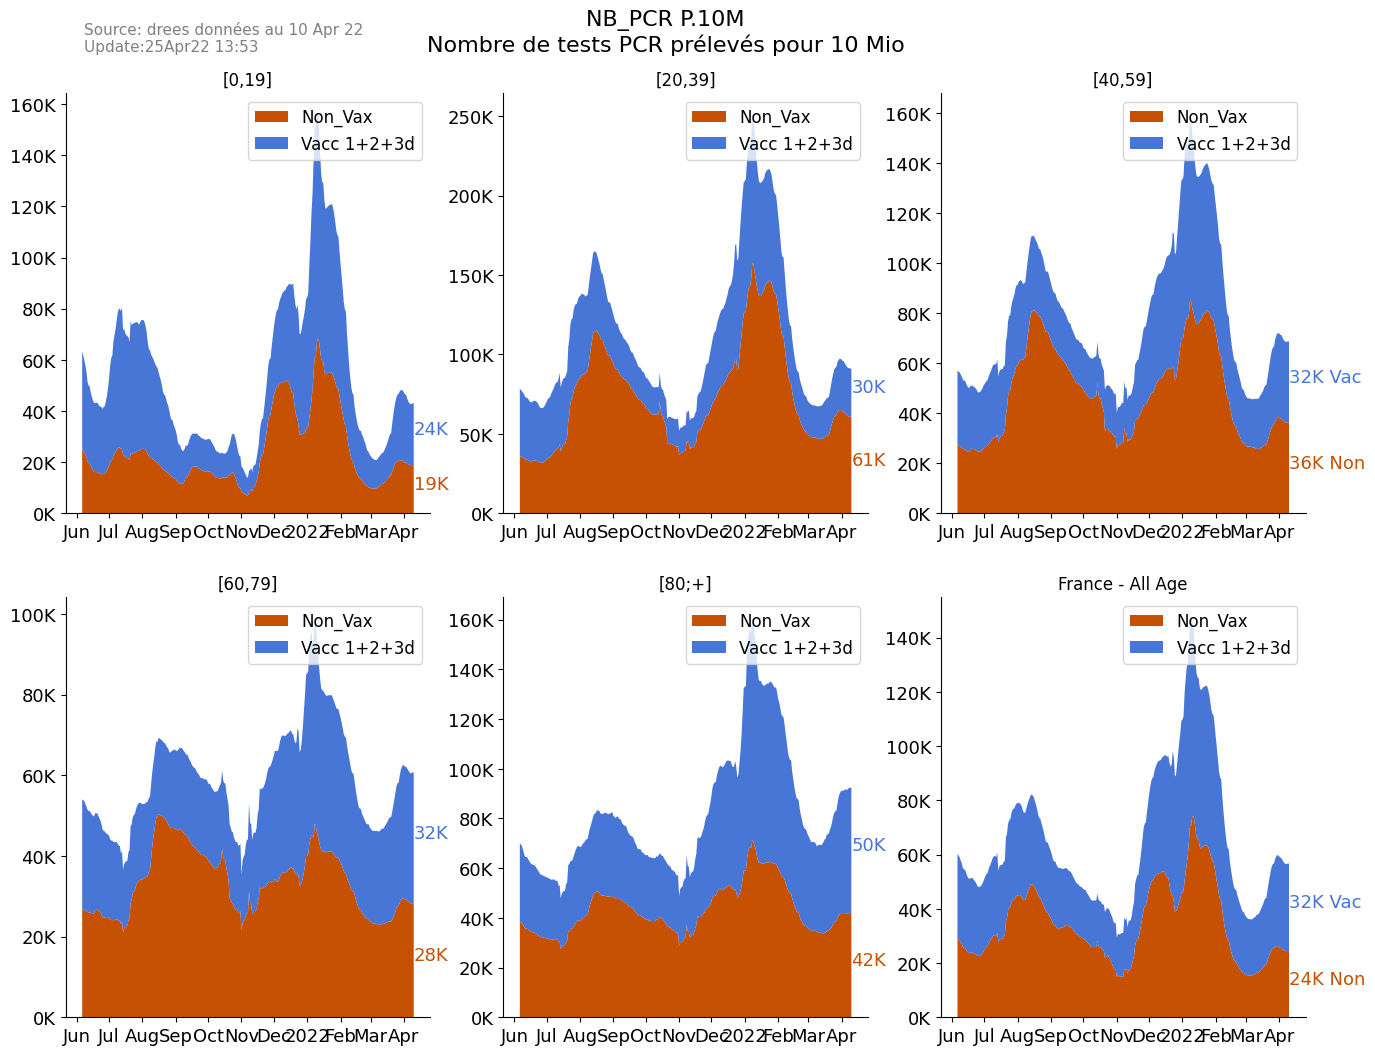 NB_PCR P.10M
Source: drees données au 10 Apr 22
Nombre de tests PCR prélevés pour 10 Mio
Update:25Apr22 13:53
[0,19]
160K
140K
120K
100K
80K
60K
40K
20K
0K
Non_Vax
Vacc 1+2+3d
24K
19K
Jun Jul Aug Sep Oct Nov Dec 2022 Feb Mar Apr
[20,39]
250K
200K
150K
100K
50K
0K
Non_Vax
Vacc 1+2+3d
30K
61K
Jun Jul Aug Sep Oct Nov Dec 2022 Feb Mar Apr
[40,59]
160K
140K
120K
100K
80K
60K
40K
20K
0K
Non_Vax
Vacc 1+2+3d
32K Vac
36K Non
Jun Jul Aug Sep Oct Nov Dec 2022 Feb Mar Apr
[60,79]
100K
80K
60K
40K
20K
0K
Non_Vax
Vacc 1+2+3d
32K
28K
Jun Jul Aug Sep Oct Nov Dec 2022 Feb Mar Apr
[80;+]
160K
140K
120K
100K
80K
60K
40K
20K
0K
Non_Vax
Vacc 1+2+3d
50K
42K
Jun Jul Aug Sep Oct Nov Dec 2022 Feb Mar Apr
France - All Age
140K
120K
100K
80K
60K
40K
20K
0K
Non_Vax
Vacc 1+2+3d
32K Vac
24K Non
Jun Jul Aug Sep Oct Nov Dec 2022 Feb Mar Apr